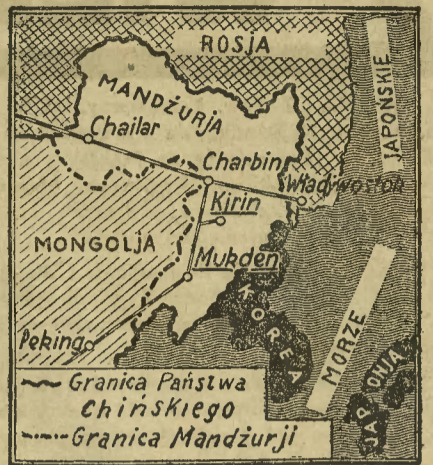 ROSJA
MANDŻURJA
JAPOŃSKIE
Chailar
Charbin
Władywostok
Kirin
MONGOLJA
Mukden
KOREA
MORZE
Peking
JAPONJA
Granica Państwa
Chińskiego
Granica Mandżurji